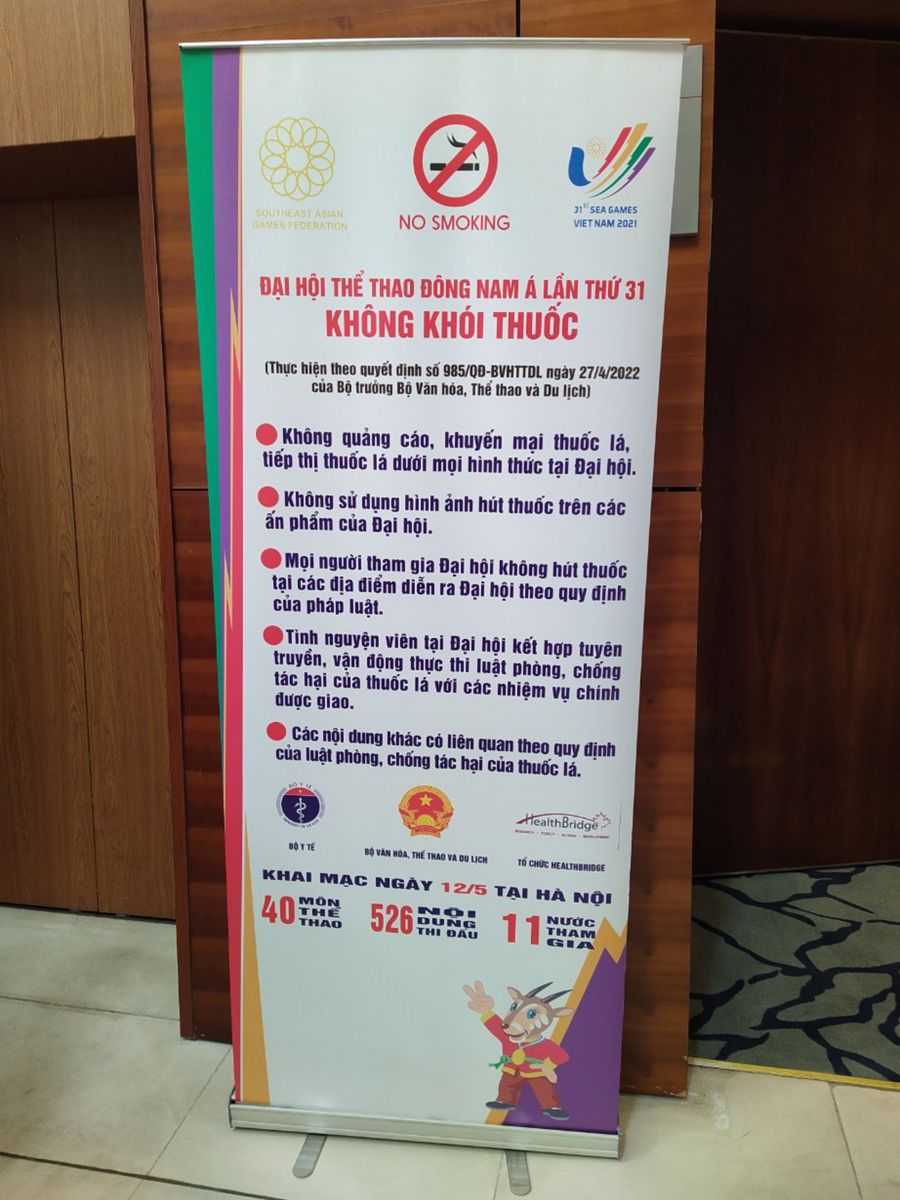 SOUTHEAST ASIAN
GAMES FEDERATION
NO SMOKING
31ST SEA GAMES
VIET NAM 2021
ĐẠI HỘI THỂ THAO ĐÔNG NAM Á LẦN THỨ 31
KHÔNG KHÓI THUỐC
(Thực hiện theo quyết định số 985/QĐ-BVHTTDL ngày 27/4/2022
của Bộ trưởng Bộ Văn hóa, Thể thao và Du lịch)
Không quảng cáo, khuyến mại thuốc lá,
tiếp thị thuốc lá dưới mọi hình thức tại Đại hội.
Không sử dụng hình ảnh hút thuốc trên các
ấn phẩm của Đại hội.
Mọi người tham gia Đại hội không hút thuốc
tại các địa điểm diễn ra Đại hội theo quy định
của pháp luật.
Tình nguyện viên tại Đại hội kết hợp tuyên
truyền, vận động thực thi luật phòng, chống
tác hại của thuốc lá với các nhiệm vụ chính
được giao.
Các nội dung khác có liên quan theo quy định
của luật phòng, chống tác hại của thuốc lá.
BỘ Y TẾ
MINISTRY OF HEALTH
HealthBridge
RESEARCH • POLICY • ACTION • DEVELOPMENT
BỘ Y TẾ
BỘ VĂN HÓA, THỂ THAO VÀ DU LỊCH
TỔ CHỨC HEALTHBRIDGE
KHAI MẠC NGÀY 12/5 TẠI HÀ NỘI
40 MÔN THỂ THAO
526 NỘI DUNG THI ĐẤU
11 NƯỚC THAM GIA